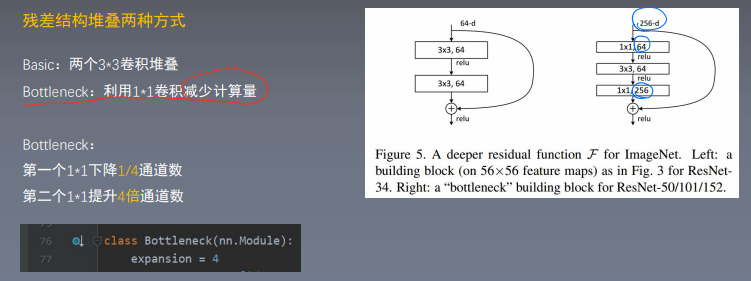 残差结构堆叠两种方式
Basic：两个3*3卷积堆叠
Bottleneck：利用1*1卷积减少计算量
Bottleneck：
第一个1*1下降1/4通道数
第二个1*1提升4倍通道数
76 class Bottleneck(nn.Module):
77 expansion = 4
64-d
3x3, 64
relu
3x3, 64
relu
256-d
1x1, 64
relu
3x3, 64
relu
1x1, 256
relu
Figure 5. A deeper residual function F for ImageNet. Left: a
building block (on 56×56 feature maps) as in Fig. 3 for ResNet-
34. Right: a “bottleneck” building block for ResNet-50/101/152.